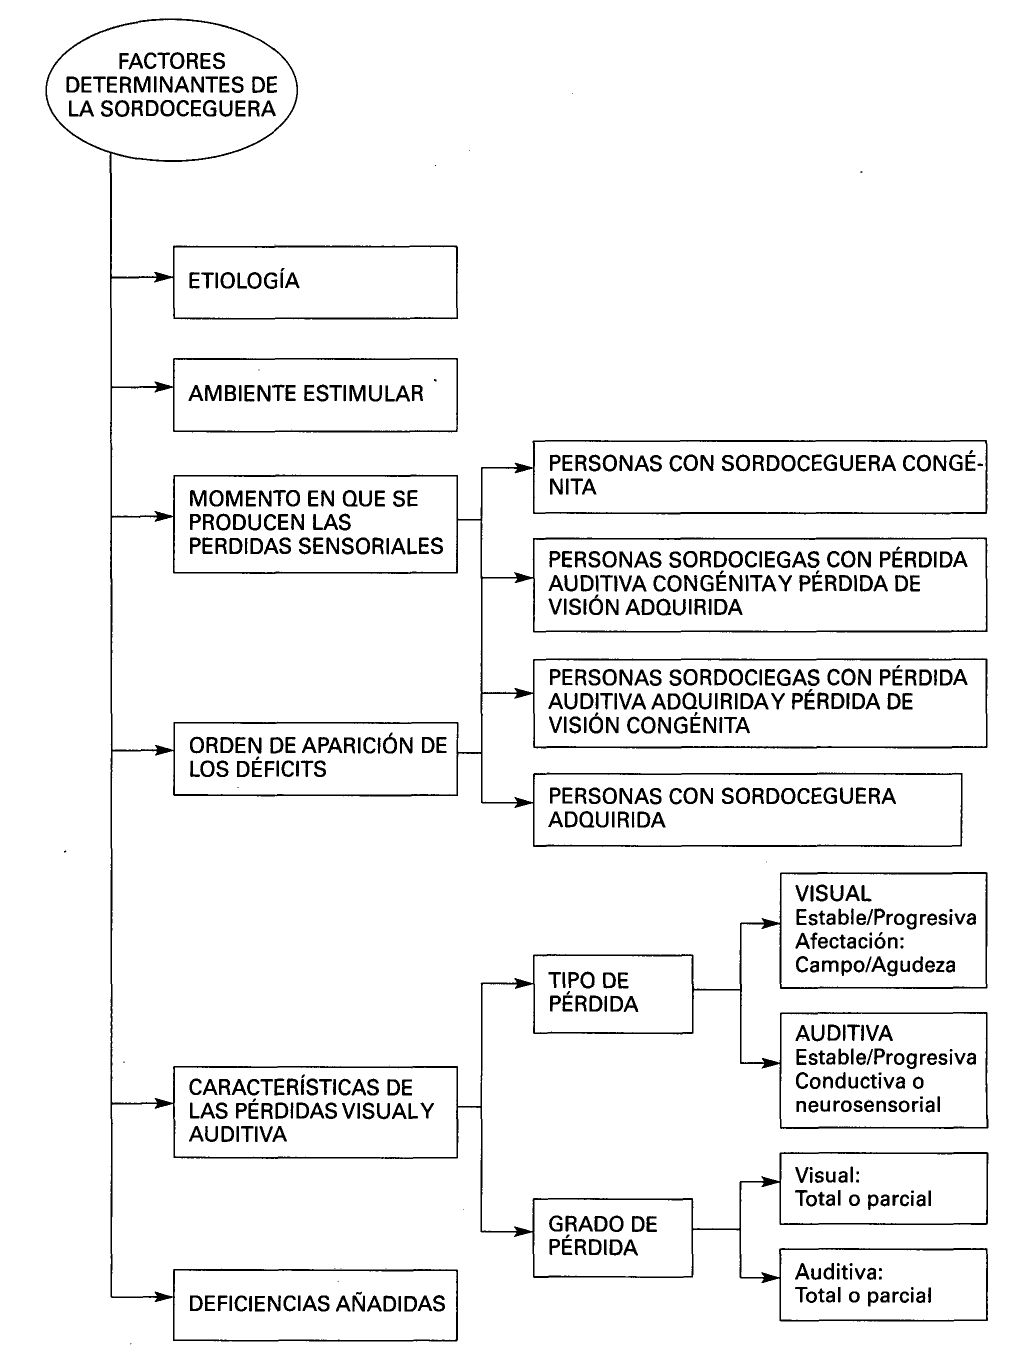 FACTORES
DETERMINANTES DE
LA SORDOCEGUERA
ETIOLOGÍA
AMBIENTE ESTIMULAR
MOMENTO EN QUE SE
PRODUCEN LAS
PERDIDAS SENSORIALES
PERSONAS CON SORDOCEGUERA CONGÉ-
NITA
PERSONAS SORDOCIEGAS CON PÉRDIDA
AUDITIVA CONGÉNITA Y PÉRDIDA DE
VISIÓN ADQUIRIDA
PERSONAS SORDOCIEGAS CON PÉRDIDA
AUDITIVA ADQUIRIDA Y PÉRDIDA DE
VISIÓN CONGÉNITA
ORDEN DE APARICIÓN DE
LOS DÉFICITS
PERSONAS CON SORDOCEGUERA
ADQUIRIDA
CARACTERÍSTICAS DE
LAS PÉRDIDAS VISUAL Y
AUDITIVA
TIPO DE
PÉRDIDA
VISUAL
Estable/Progresiva
Afectación:
Campo/Agudeza
AUDITIVA
Estable/Progresiva
Conductiva o
neurosensorial
GRADO DE
PÉRDIDA
Visual:
Total o parcial
Auditiva:
Total o parcial
DEFICIENCIAS AÑADIDAS